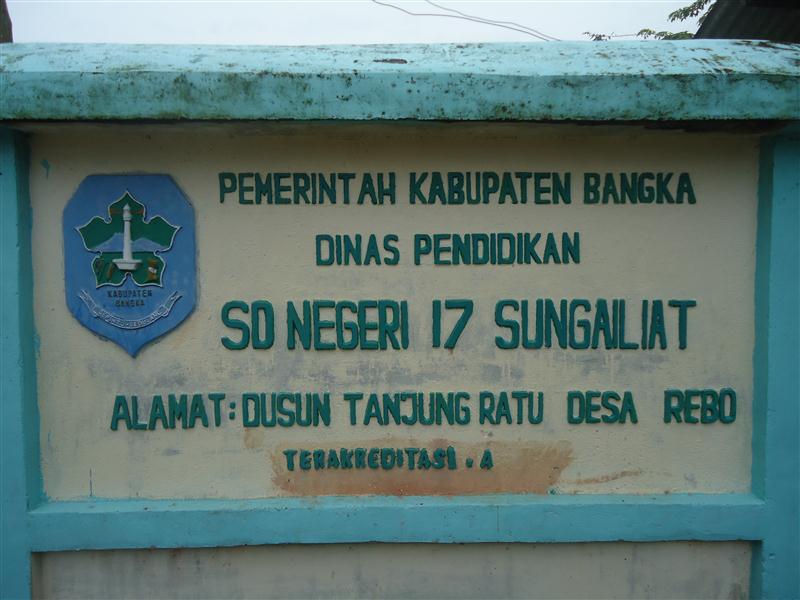 PEMERINTAH KABUPATEN BANGKA
DINAS PENDIDIKAN
SD NEGERI 17 SUNGAILIAT
ALAMAT : DUSUN TANJUNG RATU DESA REBO
TERAKREDITASI . A
KABUPATEN
BANGKA